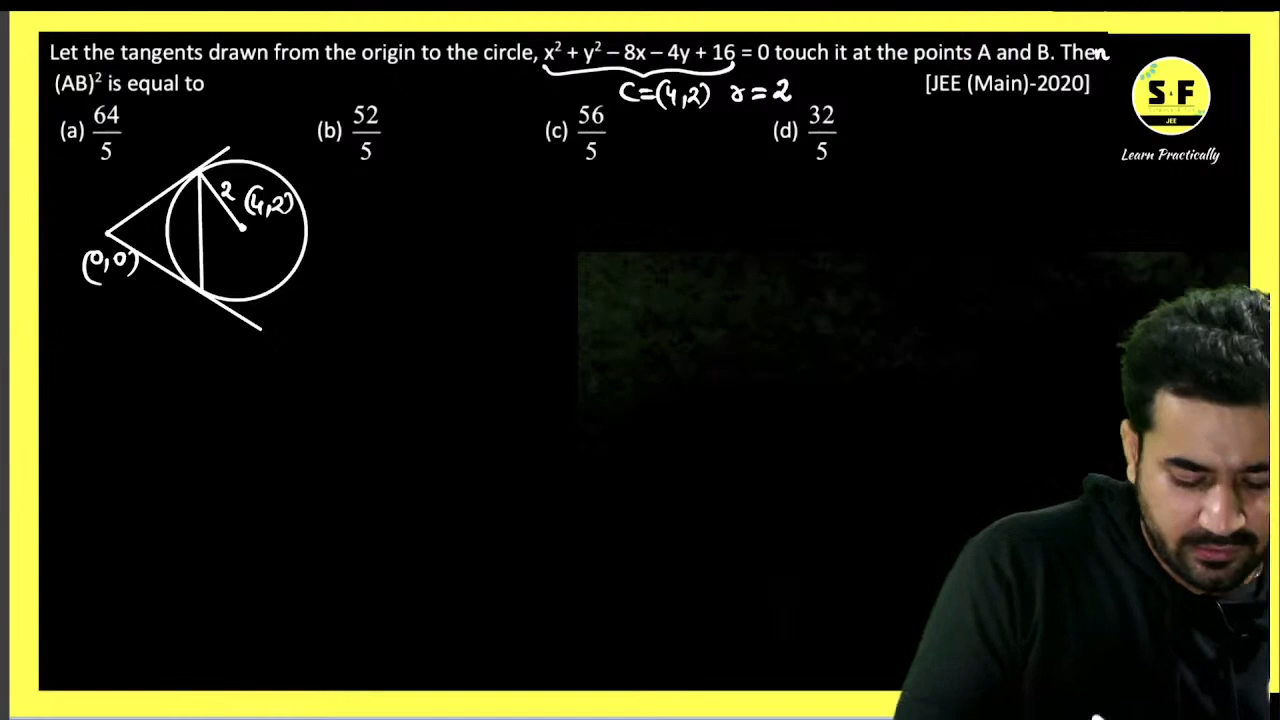 Let the tangents drawn from the origin to the circle, x² + y² – 8x – 4y + 16 = 0 touch it at the points A and B. Then
(AB)² is equal to
[JEE (Main)-2020]
C=(4,2) r=2
(a) 64/5 (b) 52/5 (c) 56/5 (d) 32/5
2 (4,2)
(0,0)
S F
JEE
Learn Practically